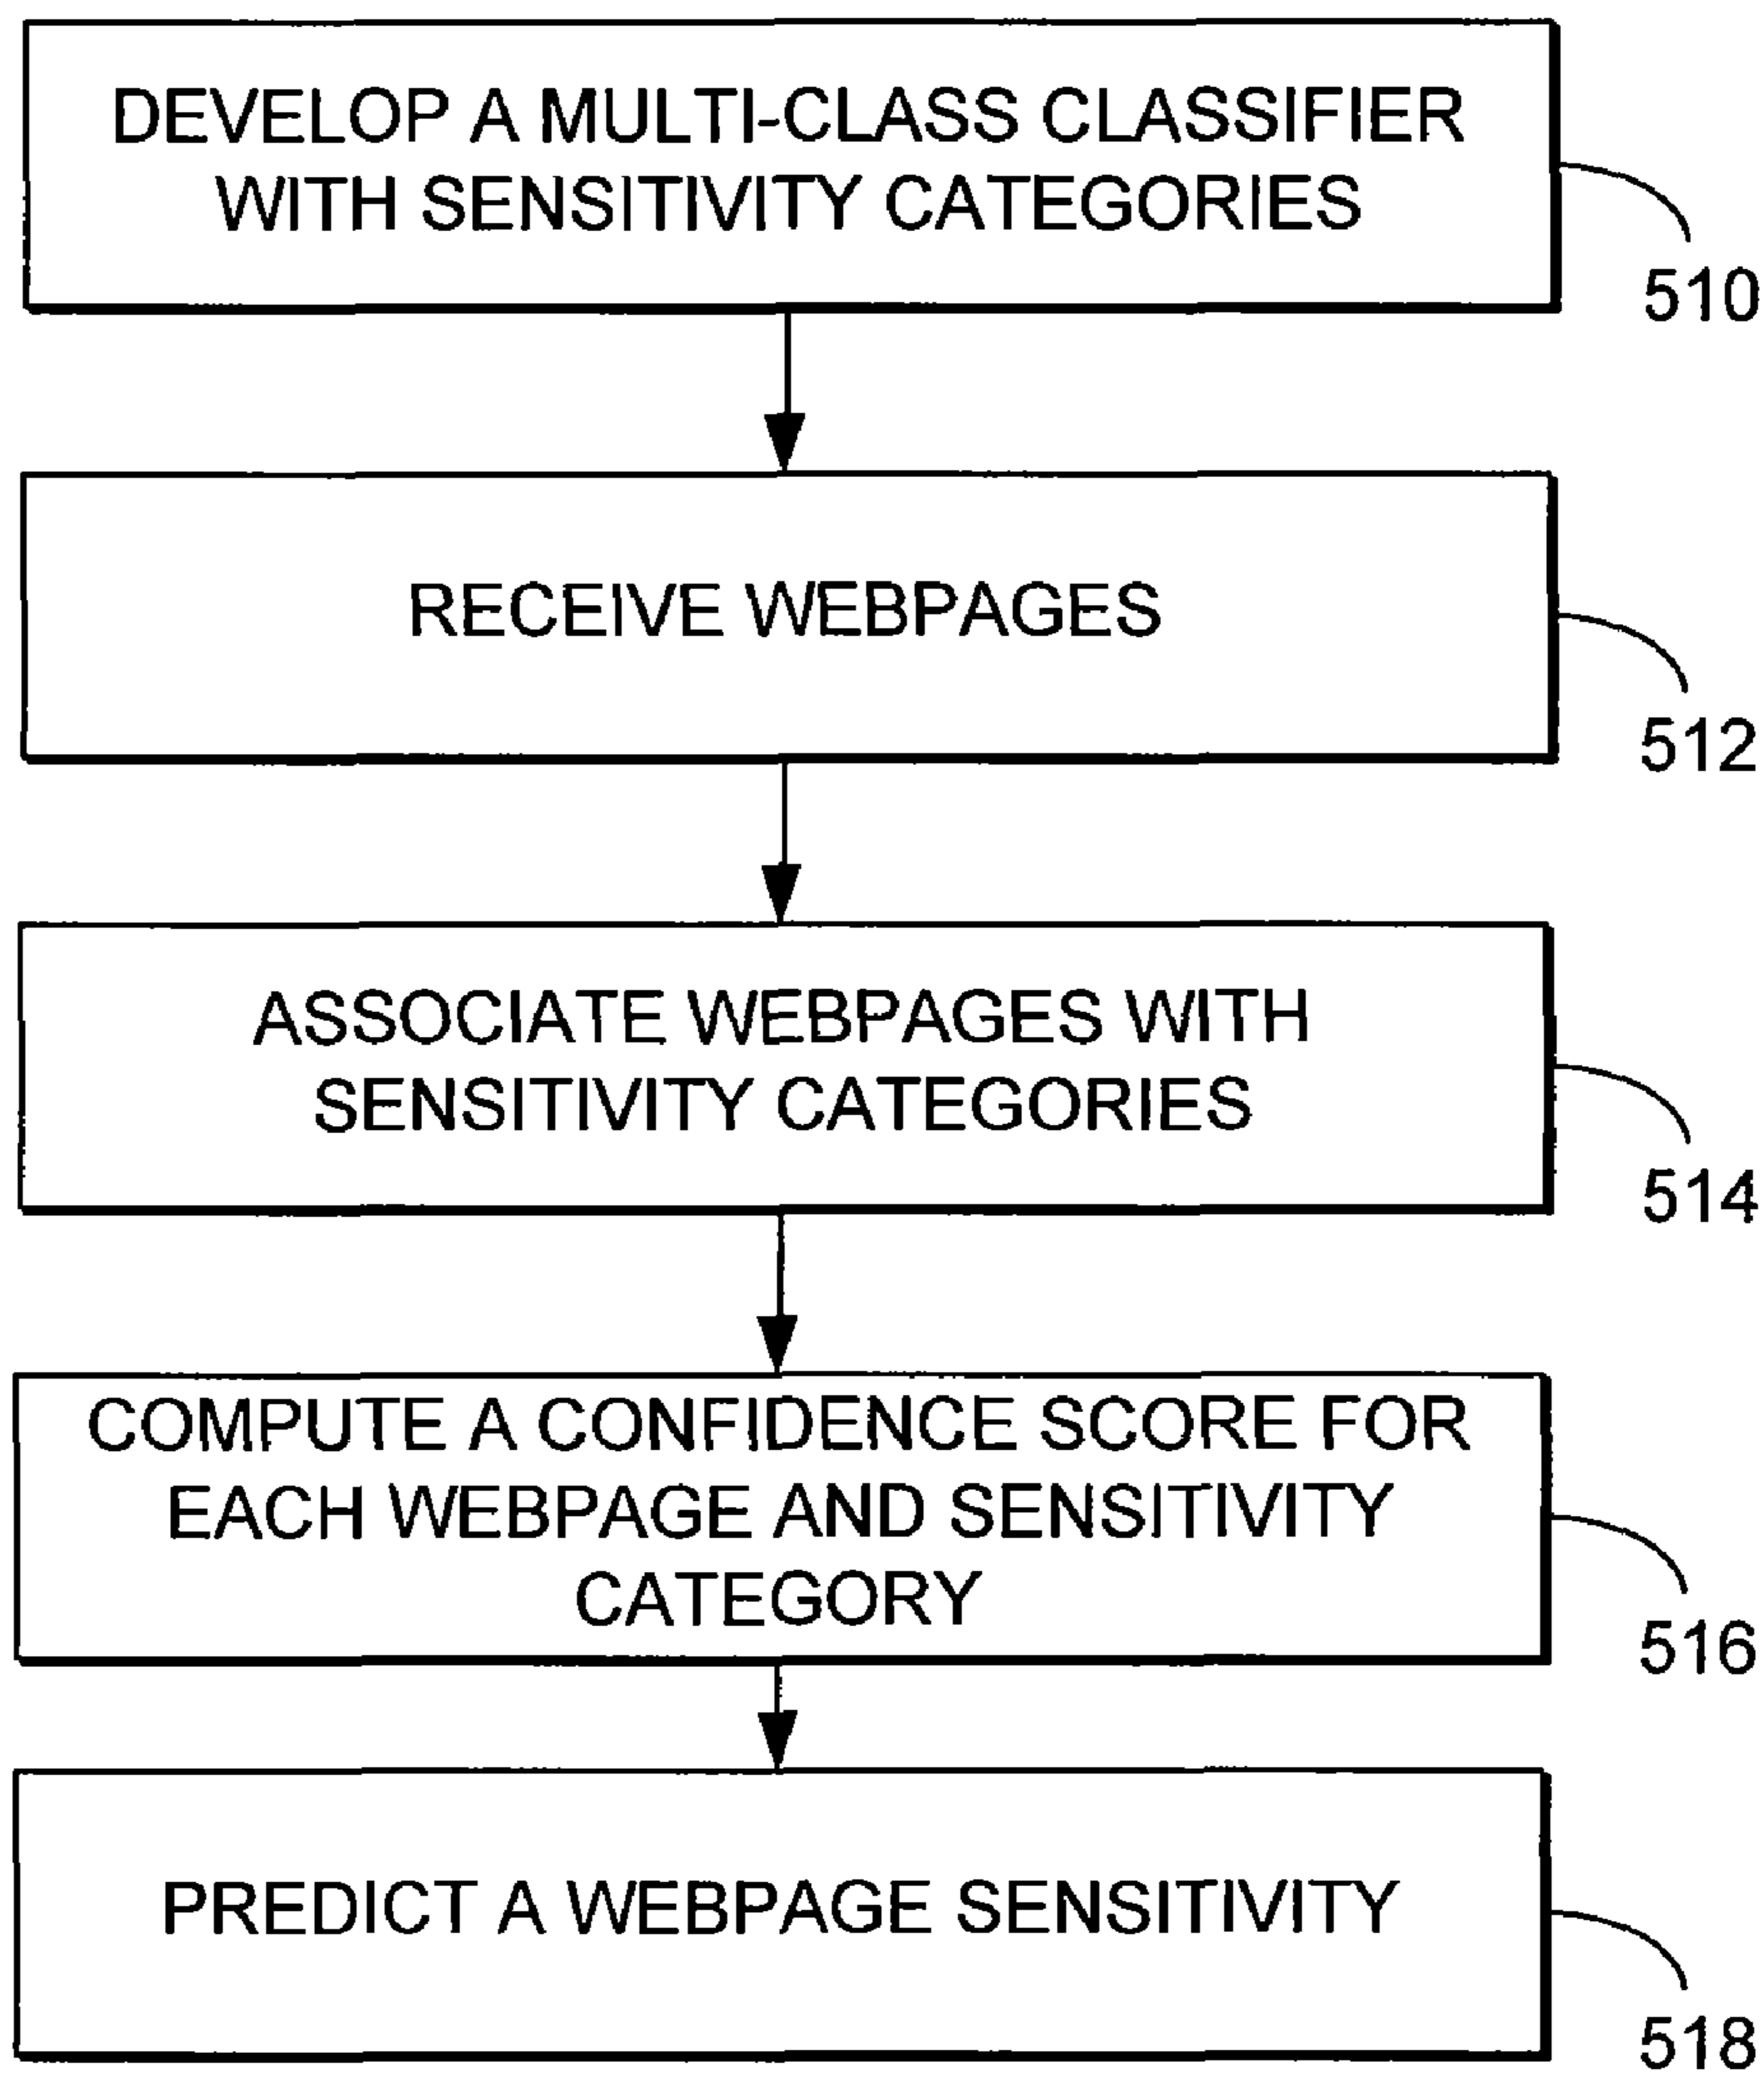 DEVELOP A MULTI-CLASS CLASSIFIER
WITH SENSITIVITY CATEGORIES
510
RECEIVE WEBPAGES
512
ASSOCIATE WEBPAGES WITH
SENSITIVITY CATEGORIES
514
COMPUTE A CONFIDENCE SCORE FOR
EACH WEBPAGE AND SENSITIVITY
CATEGORY
516
PREDICT A WEBPAGE SENSITIVITY
518